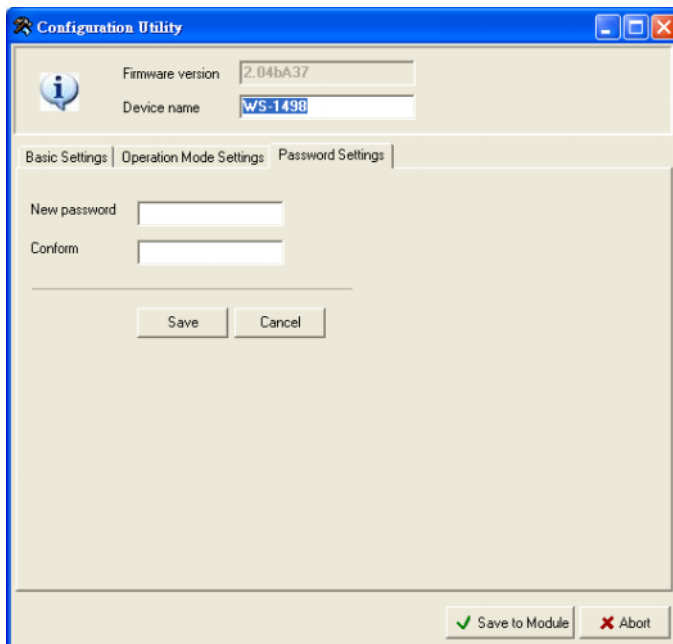 Configuration Utility
Firmware version 2.04bA37
Device name WS-1498
Basic Settings Operation Mode Settings Password Settings
New password
Conform
Save Cancel
Save to Module Abort